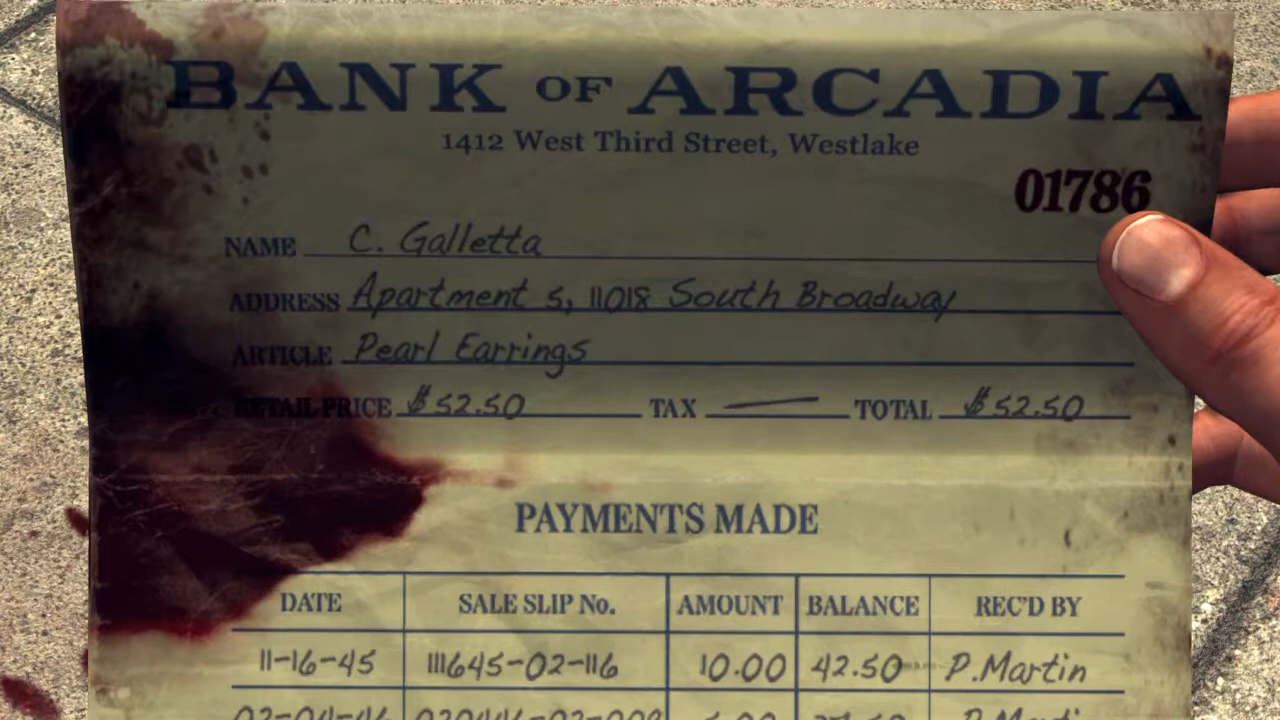 BANK OF ARCADIA
1412 West Third Street, Westlake
01786
NAME C. Galletta
ADDRESS Apartment 5, 11018 South Broadway
ARTICLE Pearl Earrings
RETAIL PRICE $52.50 TAX — TOTAL $52.50
PAYMENTS MADE
DATE SALE SLIP No. AMOUNT BALANCE REC'D BY
11-16-45 111645-02-116 10.00 42.50 P.Martin